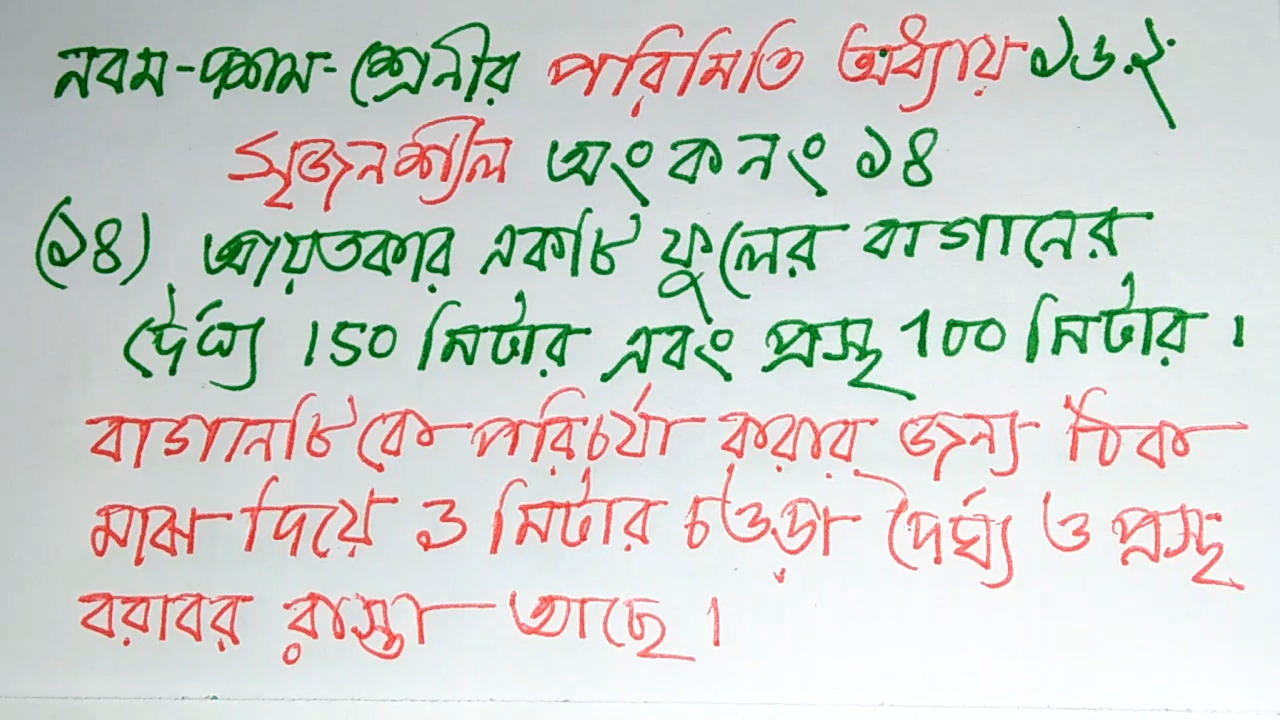 নবম-দশম-শ্রেনীর পরিমিতি অধ্যায় ১৬.২
সৃজনশীল অংক নং ১৪
(১৪) আয়তকার একটি ফুলের বাগানের
দৈর্ঘ্য 150 মিটার এবং প্রস্থ 100 মিটার।
বাগানটিকে পরিচর্যা করার জন্য ঠিক
মাঝ দিয়ে ৩ মিটার চওড়া দৈর্ঘ্য ও প্রস্থ
বরাবর রাস্তা আছে।